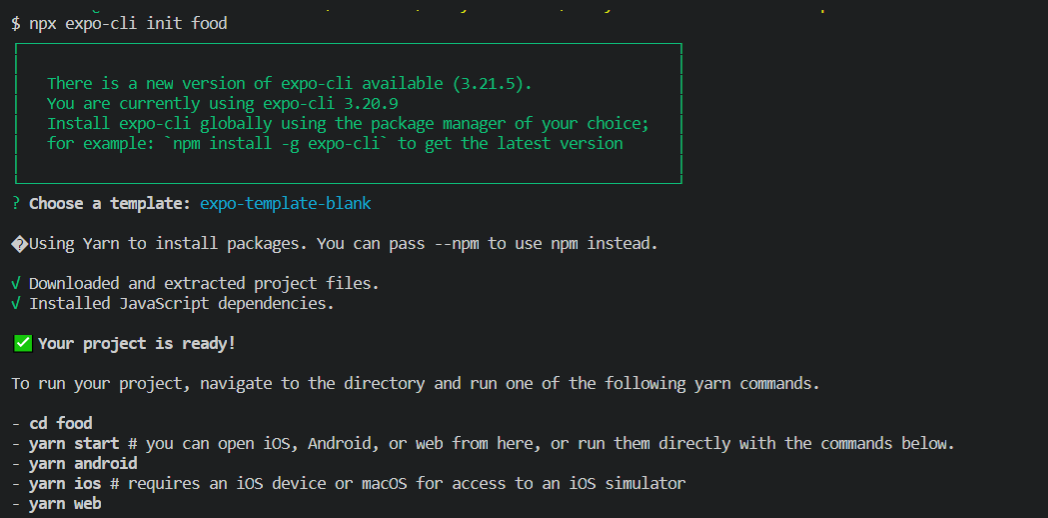 $ npx expo-cli init food
There is a new version of expo-cli available (3.21.5).
You are currently using expo-cli 3.20.9
Install expo-cli globally using the package manager of your choice;
for example: `npm install -g expo-cli` to get the latest version
? Choose a template: expo-template-blank
�Using Yarn to install packages. You can pass --npm to use npm instead.
√ Downloaded and extracted project files.
√ Installed JavaScript dependencies.
✅ Your project is ready!
To run your project, navigate to the directory and run one of the following yarn commands.
- cd food
- yarn start # you can open iOS, Android, or web from here, or run them directly with the commands below.
- yarn android
- yarn ios # requires an iOS device or macOS for access to an iOS simulator
- yarn web